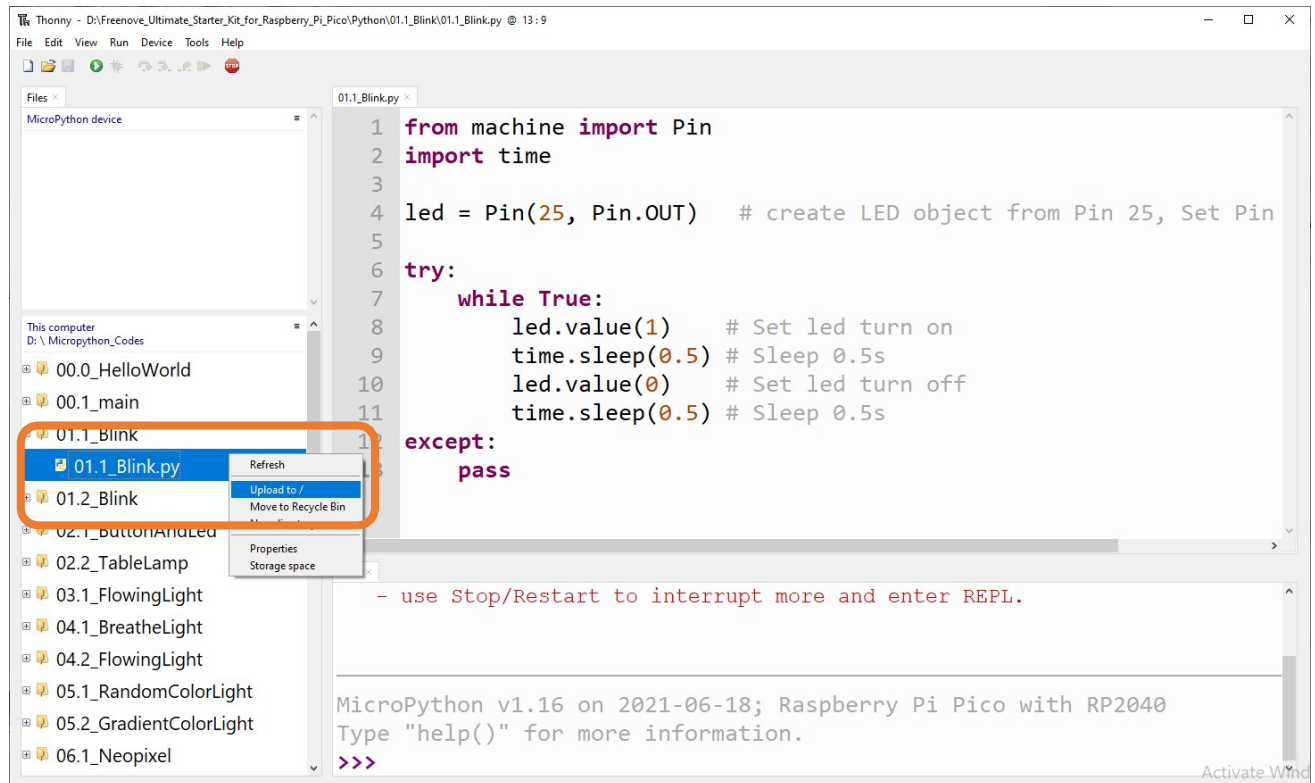 Thonny - D:\Freenove_Ultimate_Starter_Kit_for_Raspberry_Pi_Pico\Python\01.1_Blink\01.1_Blink.py @ 13 : 9
File Edit View Run Device Tools Help
STOP
Files ×
MicroPython device
This computer
D: \ Micropython_Codes
00.0_HelloWorld
00.1_main
01.1_Blink
01.1_Blink.py
01.2_Blink
02.1_ButtonAndLed
02.2_TableLamp
03.1_FlowingLight
04.1_BreatheLight
04.2_FlowingLight
05.1_RandomColorLight
05.2_GradientColorLight
06.1_Neopixel
Refresh
Upload to /
Move to Recycle Bin
Properties
Storage space
01.1_Blink.py ×
1 from machine import Pin
2 import time
3
4 led = Pin(25, Pin.OUT)   # create LED object from Pin 25, Set Pin
5
6 try:
7     while True:
8         led.value(1)    # Set led turn on
9         time.sleep(0.5) # Sleep 0.5s
10         led.value(0)    # Set led turn off
11         time.sleep(0.5) # Sleep 0.5s
12 except:
13     pass
- use Stop/Restart to interrupt more and enter REPL.
MicroPython v1.16 on 2021-06-18; Raspberry Pi Pico with RP2040
Type "help()" for more information.
>>>
Activate Wind